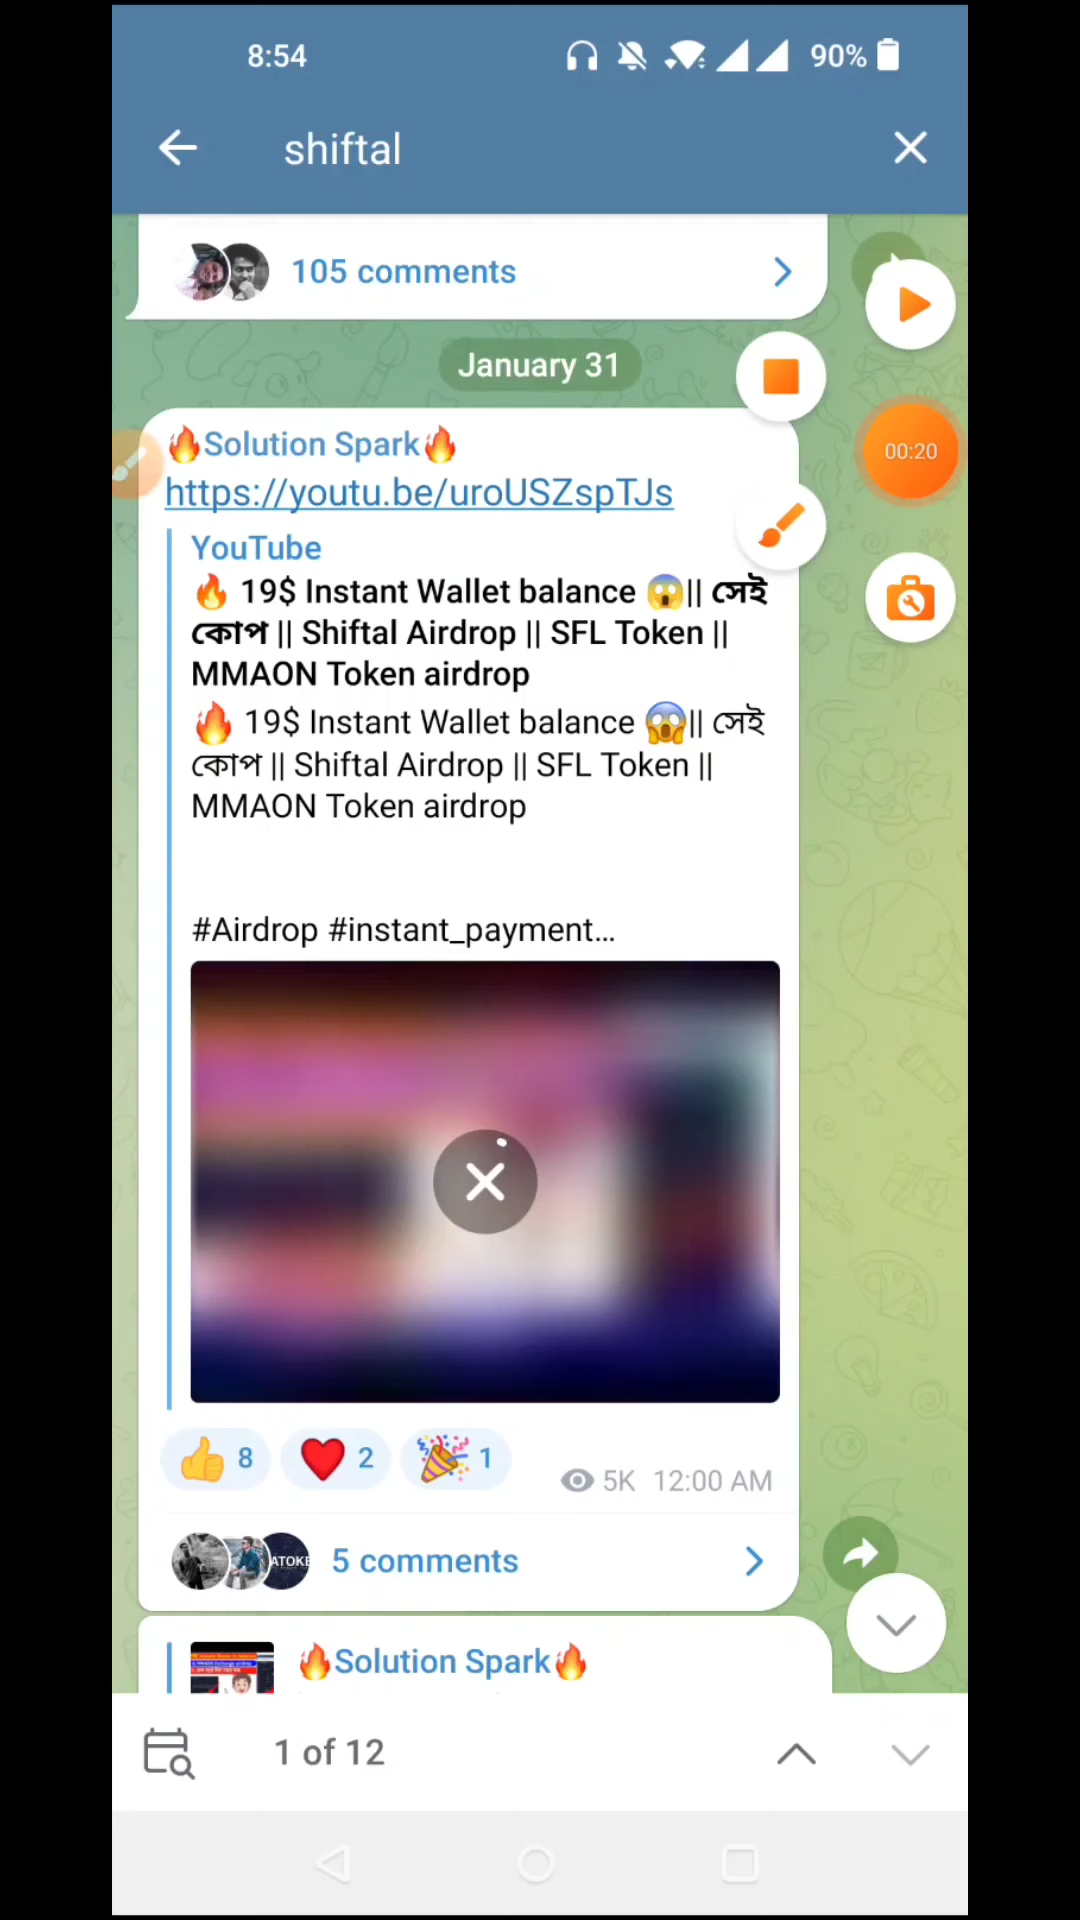 8:54
90%
shiftal
105 comments
January 31
00:20
🔥Solution Spark🔥
https://youtu.be/uroUSZspTJs
YouTube
🔥 19$ Instant Wallet balance 😱|| সেই
কোপ || Shiftal Airdrop || SFL Token ||
MMAON Token airdrop
🔥 19$ Instant Wallet balance 😱|| সেই
কোপ || Shiftal Airdrop || SFL Token ||
MMAON Token airdrop
#Airdrop #instant_payment...
👍 8 ❤️ 2 🎉 1
5K 12:00 AM
5 comments
🔥Solution Spark🔥
1 of 12